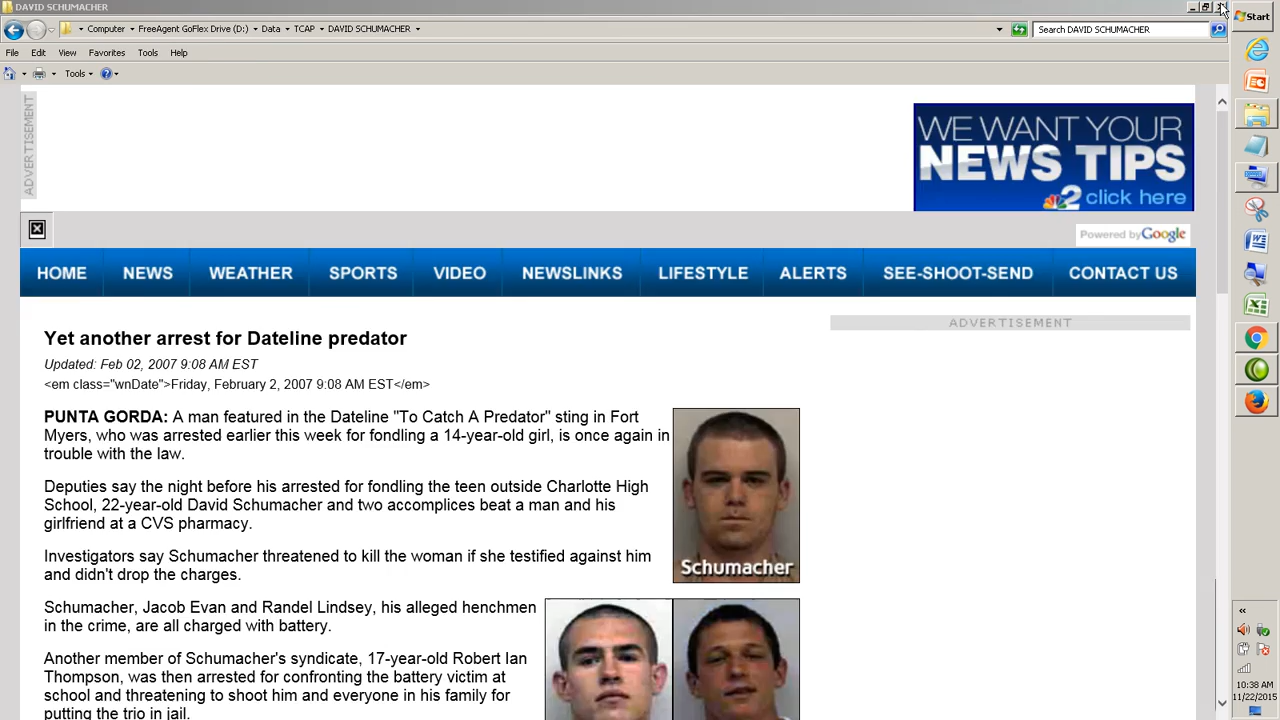 DAVID SCHUMACHER
Start
Computer
FreeAgent GoFlex Drive (D:)
Data
TCAP
DAVID SCHUMACHER
Search DAVID SCHUMACHER
File
Edit
View
Favorites
Tools
Help
Tools
ADVERTISEMENT
WE WANT YOUR
NEWS TIPS
2 click here
Powered by Google
HOME
NEWS
WEATHER
SPORTS
VIDEO
NEWSLINKS
LIFESTYLE
ALERTS
SEE-SHOOT-SEND
CONTACT US
ADVERTISEMENT
Yet another arrest for Dateline predator
Updated: Feb 02, 2007 9:08 AM EST
<em class="wnDate">Friday, February 2, 2007 9:08 AM EST</em>
PUNTA GORDA: A man featured in the Dateline "To Catch A Predator" sting in Fort
Myers, who was arrested earlier this week for fondling a 14-year-old girl, is once again in
trouble with the law.
Deputies say the night before his arrested for fondling the teen outside Charlotte High
School, 22-year-old David Schumacher and two accomplices beat a man and his
girlfriend at a CVS pharmacy.
Investigators say Schumacher threatened to kill the woman if she testified against him
and didn't drop the charges.
Schumacher
Schumacher, Jacob Evan and Randel Lindsey, his alleged henchmen
in the crime, are all charged with battery.
Another member of Schumacher's syndicate, 17-year-old Robert Ian
Thompson, was then arrested for confronting the battery victim at
school and threatening to shoot him and everyone in his family for
putting the trio in jail.
10:38 AM
11/22/2015